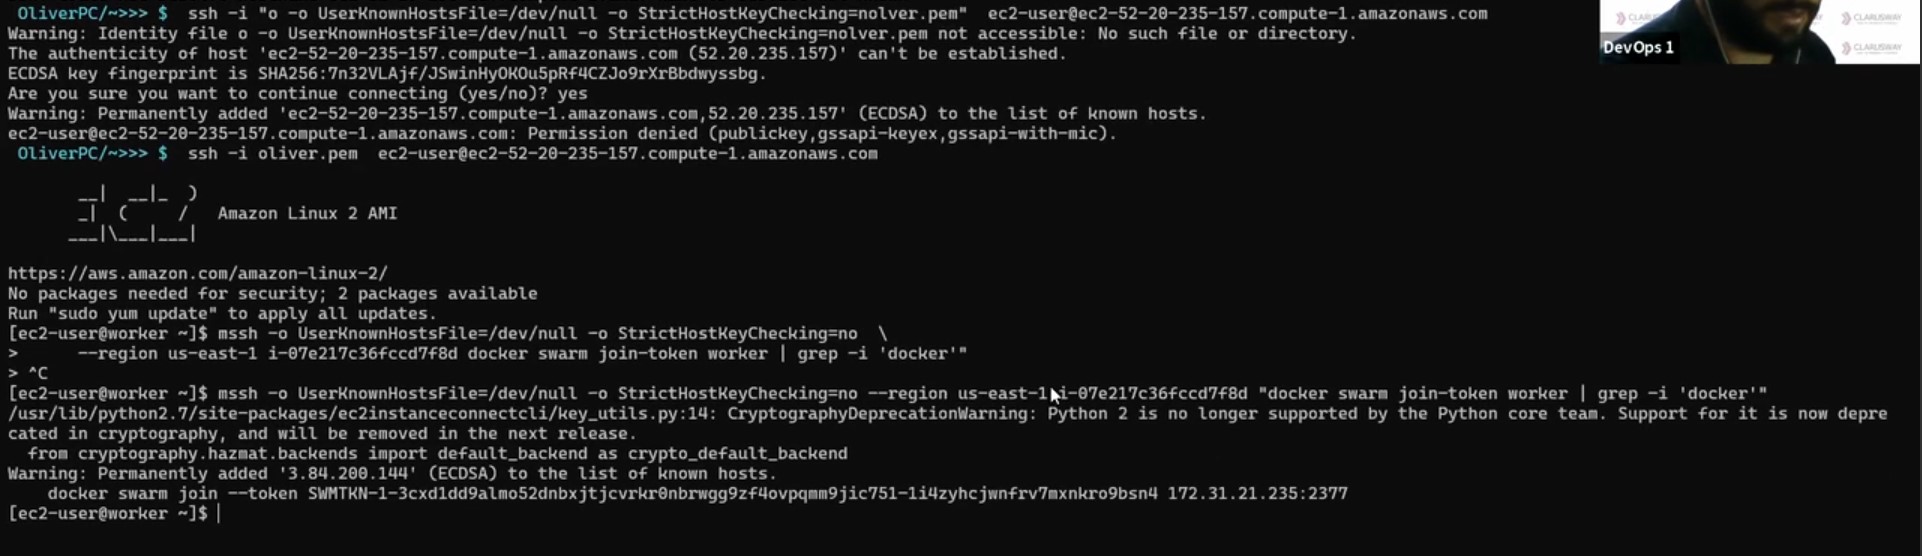 OliverPC/~>>> $  ssh -i "o -o UserKnownHostsFile=/dev/null -o StrictHostKeyChecking=nolver.pem"  ec2-user@ec2-52-20-235-157.compute-1.amazonaws.com
Warning: Identity file o -o UserKnownHostsFile=/dev/null -o StrictHostKeyChecking=nolver.pem not accessible: No such file or directory.
The authenticity of host 'ec2-52-20-235-157.compute-1.amazonaws.com (52.20.235.157)' can't be established.
ECDSA key fingerprint is SHA256:7n32VLAjf/JSwinHyOKOu5pRf4CZJo9rXrBbdwyssbg.
Are you sure you want to continue connecting (yes/no)? yes
Warning: Permanently added 'ec2-52-20-235-157.compute-1.amazonaws.com,52.20.235.157' (ECDSA) to the list of known hosts.
ec2-user@ec2-52-20-235-157.compute-1.amazonaws.com: Permission denied (publickey,gssapi-keyex,gssapi-with-mic).
OliverPC/~>>> $  ssh -i oliver.pem  ec2-user@ec2-52-20-235-157.compute-1.amazonaws.com
       __|  __|_  )
       _|  (     /   Amazon Linux 2 AMI
      ___|\___|___|
https://aws.amazon.com/amazon-linux-2/
No packages needed for security; 2 packages available
Run "sudo yum update" to apply all updates.
[ec2-user@worker ~]$ mssh -o UserKnownHostsFile=/dev/null -o StrictHostKeyChecking=no  \
>      --region us-east-1 i-07e217c36fccd7f8d docker swarm join-token worker | grep -i 'docker'"
> ^C
[ec2-user@worker ~]$ mssh -o UserKnownHostsFile=/dev/null -o StrictHostKeyChecking=no --region us-east-1 i-07e217c36fccd7f8d "docker swarm join-token worker | grep -i 'docker'"
/usr/lib/python2.7/site-packages/ec2instanceconnectcli/key_utils.py:14: CryptographyDeprecationWarning: Python 2 is no longer supported by the Python core team. Support for it is now depre
cated in cryptography, and will be removed in the next release.
  from cryptography.hazmat.backends import default_backend as crypto_default_backend
Warning: Permanently added '3.84.200.144' (ECDSA) to the list of known hosts.
    docker swarm join --token SWMTKN-1-3cxd1dd9almo52dnbxjtjcvrkr0nbrwgg9zf4ovpqmm9jic751-1i4zyhcjwnfrv7mxnkro9bsn4 172.31.21.235:2377
[ec2-user@worker ~]$
DevOps 1
CLARUSWAY
CLARUSWAY
CLARUSWAY